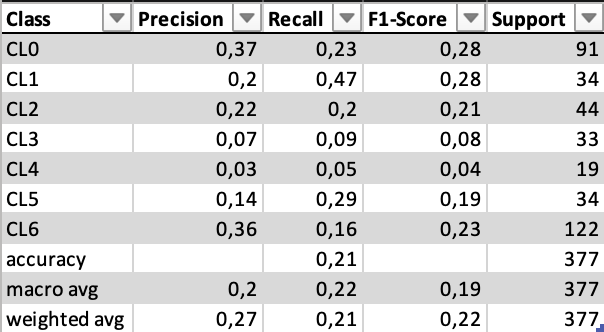 Class Precision Recall F1-Score Support
CL0 0,37 0,23 0,28 91
CL1 0,2 0,47 0,28 34
CL2 0,22 0,2 0,21 44
CL3 0,07 0,09 0,08 33
CL4 0,03 0,05 0,04 19
CL5 0,14 0,29 0,19 34
CL6 0,36 0,16 0,23 122
accuracy 0,21 377
macro avg 0,2 0,22 0,19 377
weighted avg 0,27 0,21 0,22 377